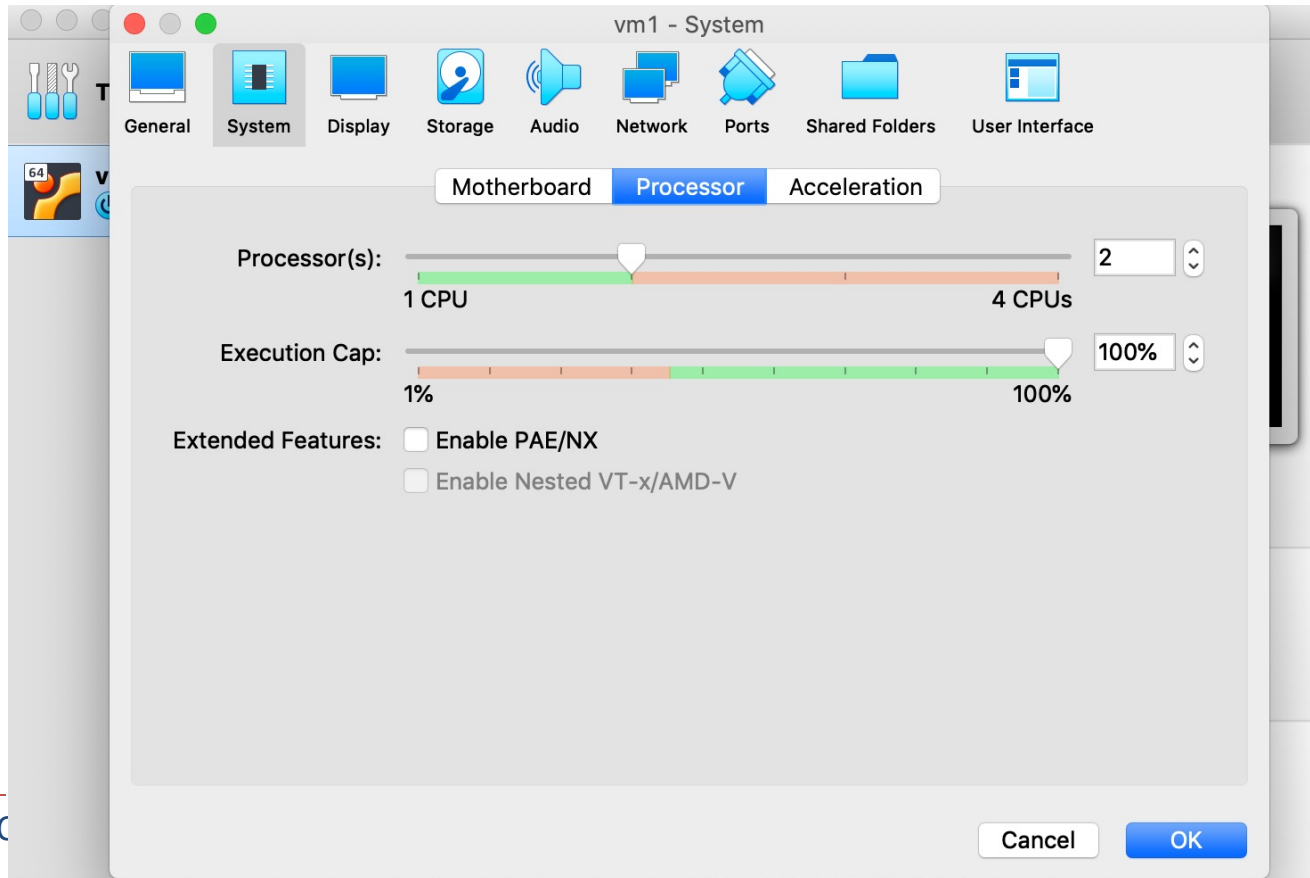 vm1 - System
T
General System Display Storage Audio Network Ports Shared Folders User Interface
64
v
Motherboard Processor Acceleration
Processor(s): 2
1 CPU 4 CPUs
Execution Cap: 100%
1% 100%
Extended Features: Enable PAE/NX
Enable Nested VT-x/AMD-V
Cancel OK